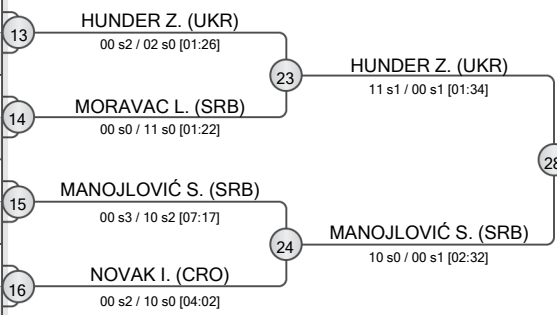 13
HUNDER Z. (UKR)
00 s2 / 02 s0 [01:26]
23
HUNDER Z. (UKR)
11 s1 / 00 s1 [01:34]
14
MORAVAC L. (SRB)
00 s0 / 11 s0 [01:22]
28
15
MANOJLOVIĆ S. (SRB)
00 s3 / 10 s2 [07:17]
24
MANOJLOVIĆ S. (SRB)
10 s0 / 00 s1 [02:32]
16
NOVAK I. (CRO)
00 s2 / 10 s0 [04:02]